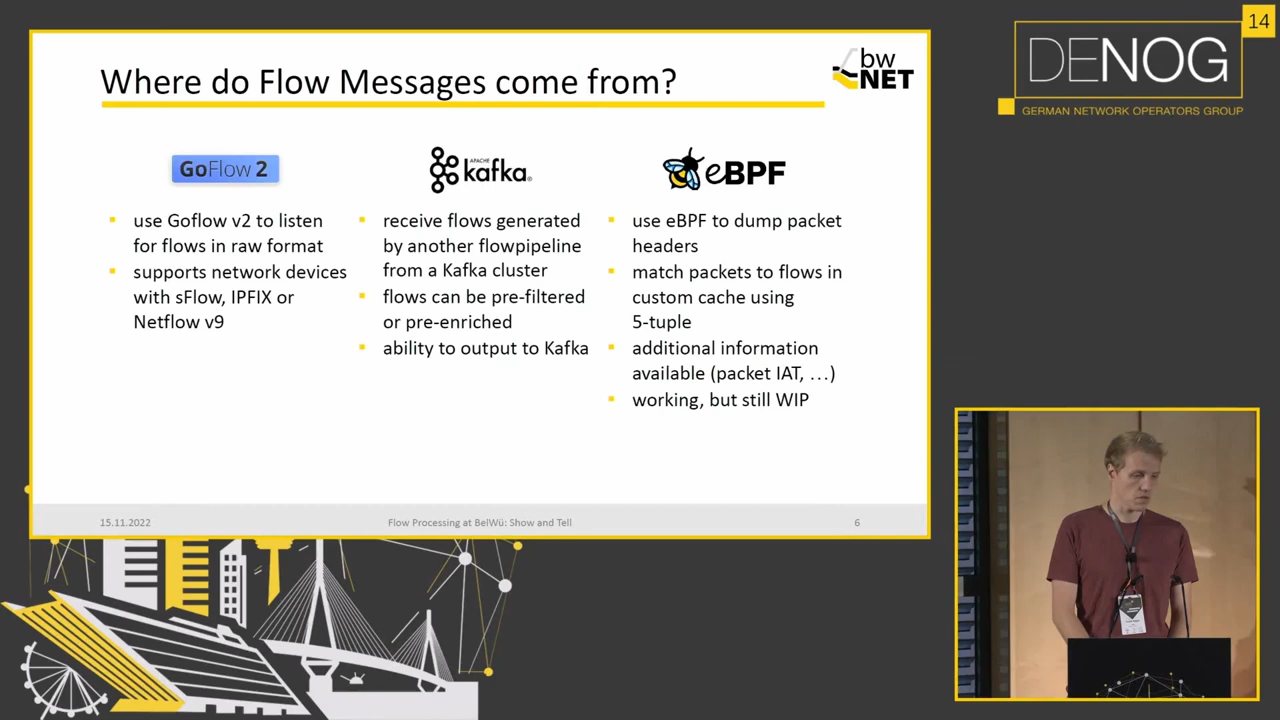 Where do Flow Messages come from?
bw
NET
14
DENOG
GERMAN NETWORK OPERATORS GROUP
GoFlow 2
use Goflow v2 to listen
for flows in raw format
supports network devices
with sFlow, IPFIX or
Netflow v9
APACHE
kafka®
receive flows generated
by another flowpipeline
from a Kafka cluster
flows can be pre-filtered
or pre-enriched
ability to output to Kafka
eBPF
use eBPF to dump packet
headers
match packets to flows in
custom cache using
5-tuple
additional information
available (packet IAT, …)
working, but still WIP
15.11.2022
Flow Processing at BelWü: Show and Tell
6